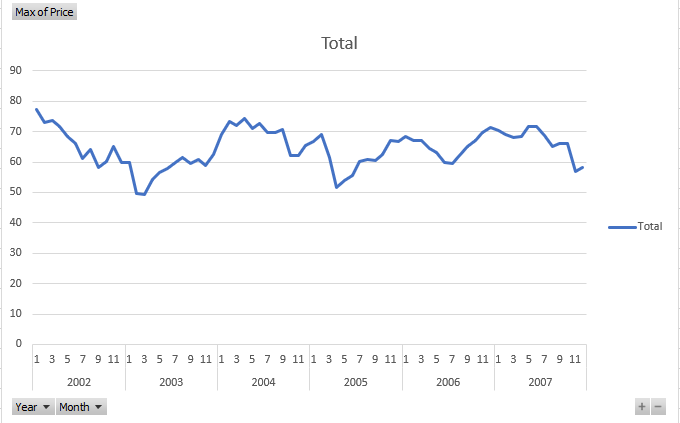 Max of Price
Total
90
80
70
60
50
40
30
20
10
0
Total
1 3 5 7 9 11 1 3 5 7 9 11 1 3 5 7 9 11 1 3 5 7 9 11 1 3 5 7 9 11 1 3 5 7 9 11
2002 2003 2004 2005 2006 2007
Year Month + −